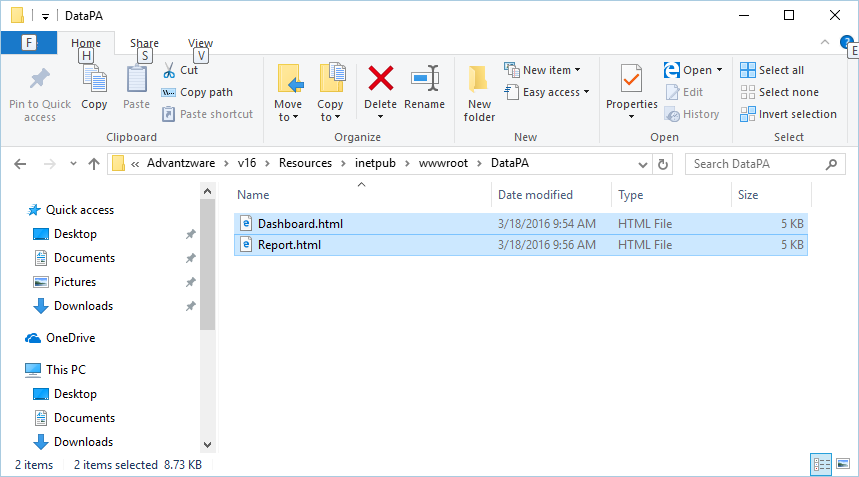 DataPA
F Home Share View
H S V E
Pin to Quick access
Copy
Paste
Cut
Copy path
Paste shortcut
Clipboard
Move to
Copy to
Delete
Rename
Organize
New folder
New item
Easy access
New
Properties
Open
Edit
History
Open
Select all
Select none
Invert selection
Select
« Advantzware > v16 > Resources > inetpub > wwwroot > DataPA
Search DataPA
Name Date modified Type Size
Dashboard.html 3/18/2016 9:54 AM HTML File 5 KB
Report.html 3/18/2016 9:56 AM HTML File 5 KB
Quick access
Desktop
Documents
Pictures
Downloads
OneDrive
This PC
Desktop
Documents
Downloads
2 items 2 items selected 8.73 KB